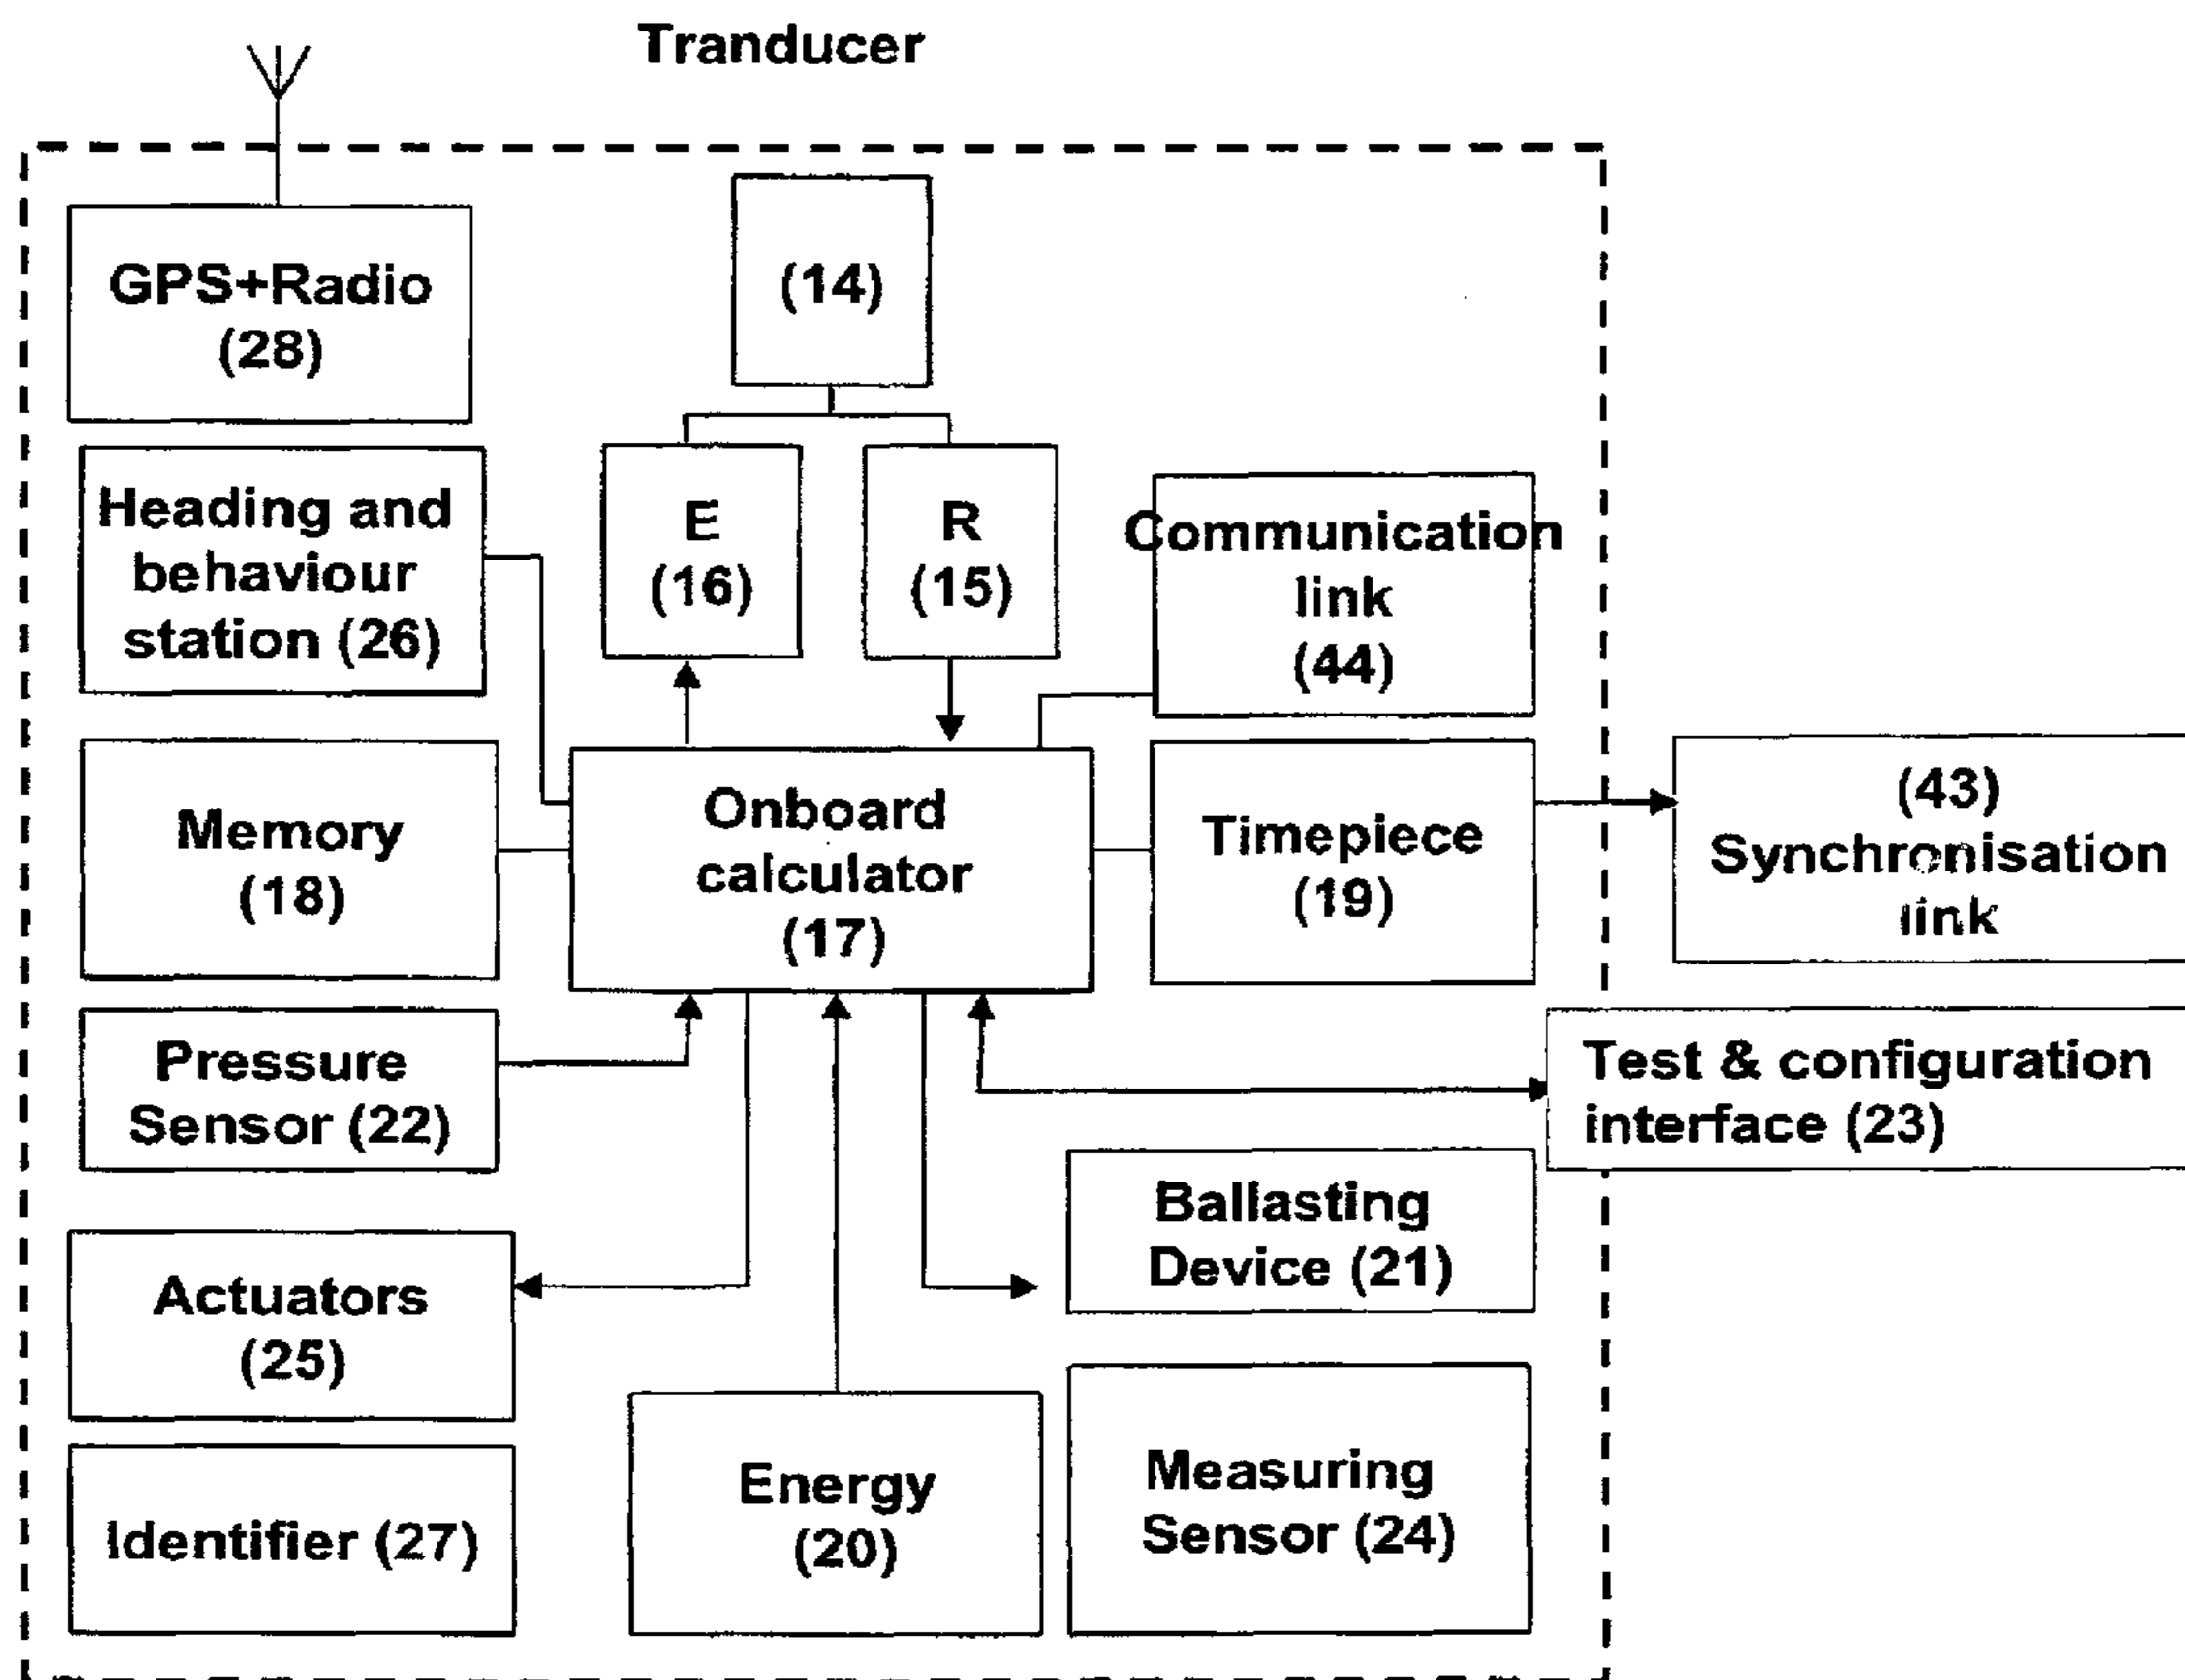 Tranducer
GPS+Radio
(28)
(14)
Heading and
behaviour
station (26)
E
(16)
R
(15)
Communication
link
(44)
Memory
(18)
Onboard
calculator
(17)
Timepiece
(19)
(43)
Synchronisation
link
Pressure
Sensor (22)
Test & configuration
interface (23)
Ballasting
Device (21)
Actuators
(25)
Energy
(20)
Measuring
Sensor (24)
Identifier (27)